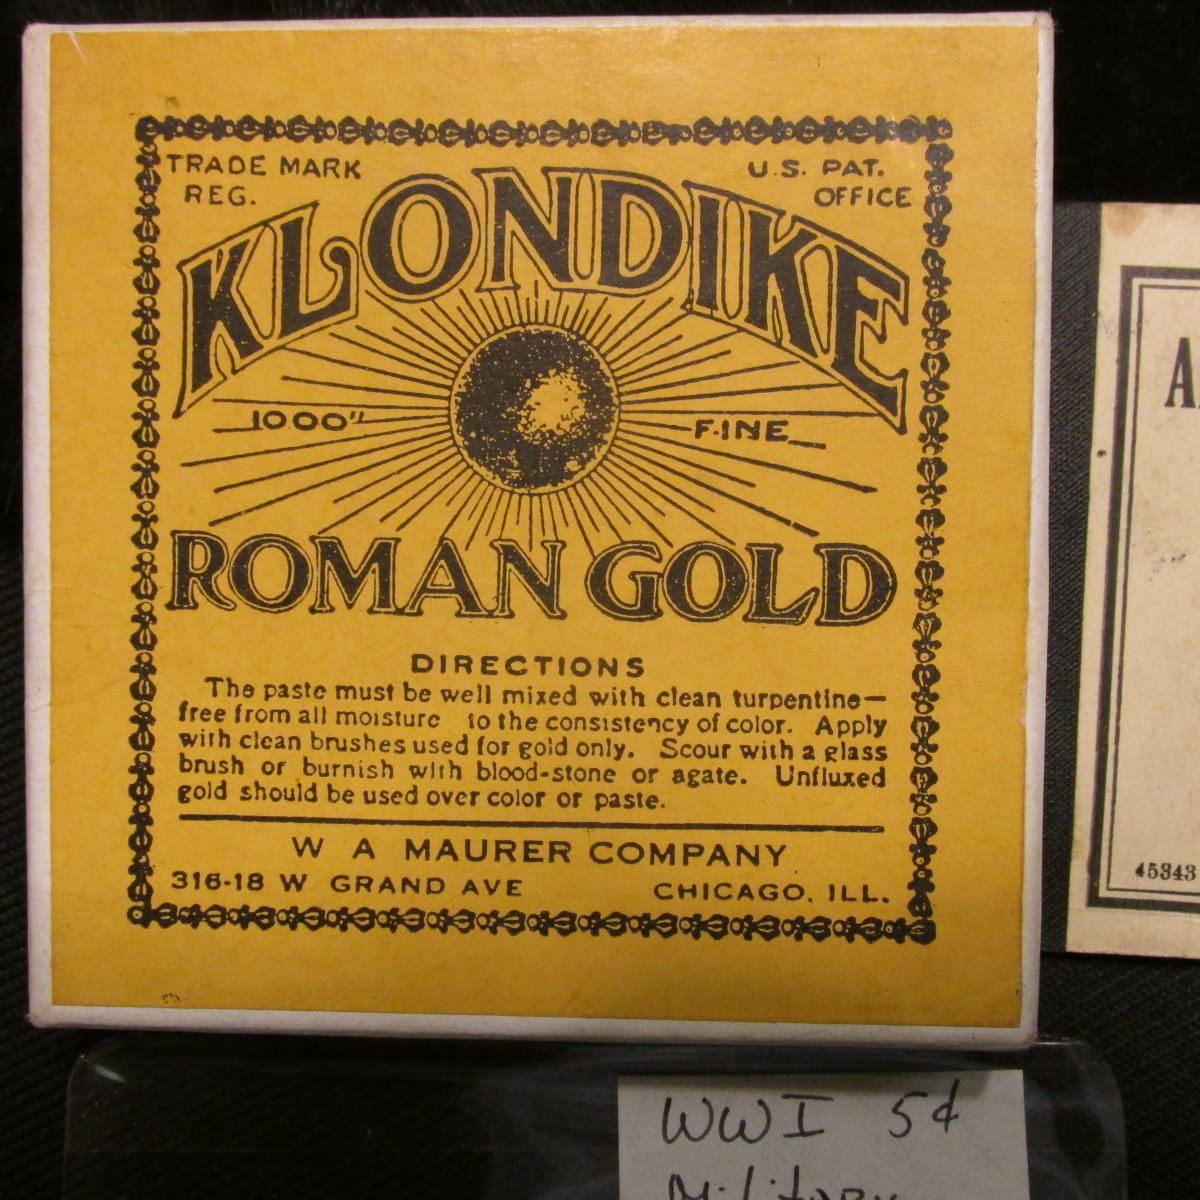 TRADE MARK
REG.
U.S. PAT.
OFFICE
KLONDIKE
1000"
FINE
ROMAN GOLD
DIRECTIONS
The paste must be well mixed with clean turpentine—
free from all moisture to the consistency of color. Apply
with clean brushes used for gold only. Scour with a glass
brush or burnish with blood-stone or agate. Unfluxed
gold should be used over color or paste.
W A MAURER COMPANY
316-18 W GRAND AVE
CHICAGO, ILL.
A
45343
WWI 5¢
Military